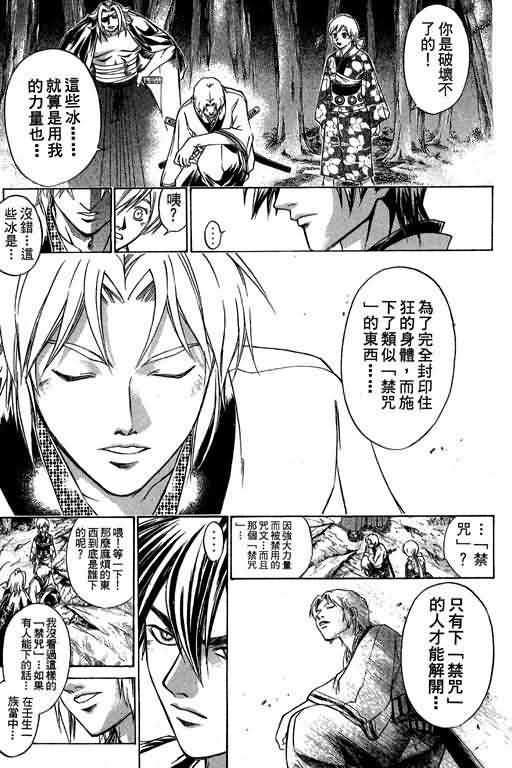 你是破壞不
了的！
這些冰……
就算是用我
的力量也……
…
咦？
沒錯…這
些冰是…
為了完全封印住
狂的身體，而施
下了類似「禁咒
」的東西……
…「禁
咒」？
因強大力量
而被禁用的
咒文…而且
那個「禁咒
」…
只有下「禁咒」
的人才能解開…
…
喂！等一下！
那麼麻煩的東
西到底是誰下
的呢？
我沒看過這樣的
「禁咒」…如果
有人能下的話…
在壬生一
族當中…